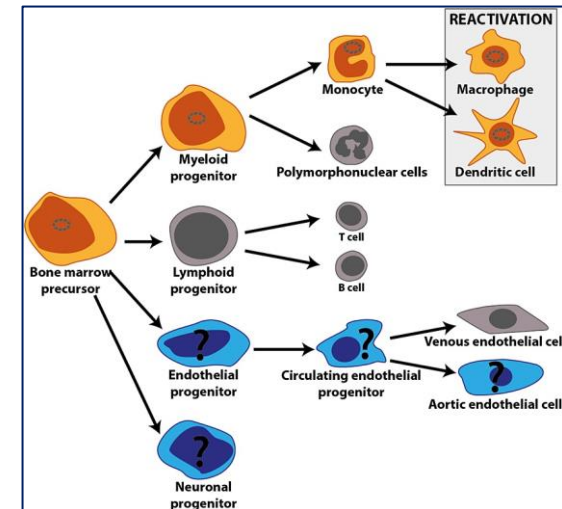 REACTIVATION
Monocyte
Macrophage
Myeloid
progenitor
Polymorphonuclear cells
Dendritic cell
Bone marrow
precursor
Lymphoid
progenitor
T cell
B cell
?
Endothelial
progenitor
?
Circulating endothelial
progenitor
Venous endothelial cell
?
Aortic endothelial cell
?
Neuronal
progenitor